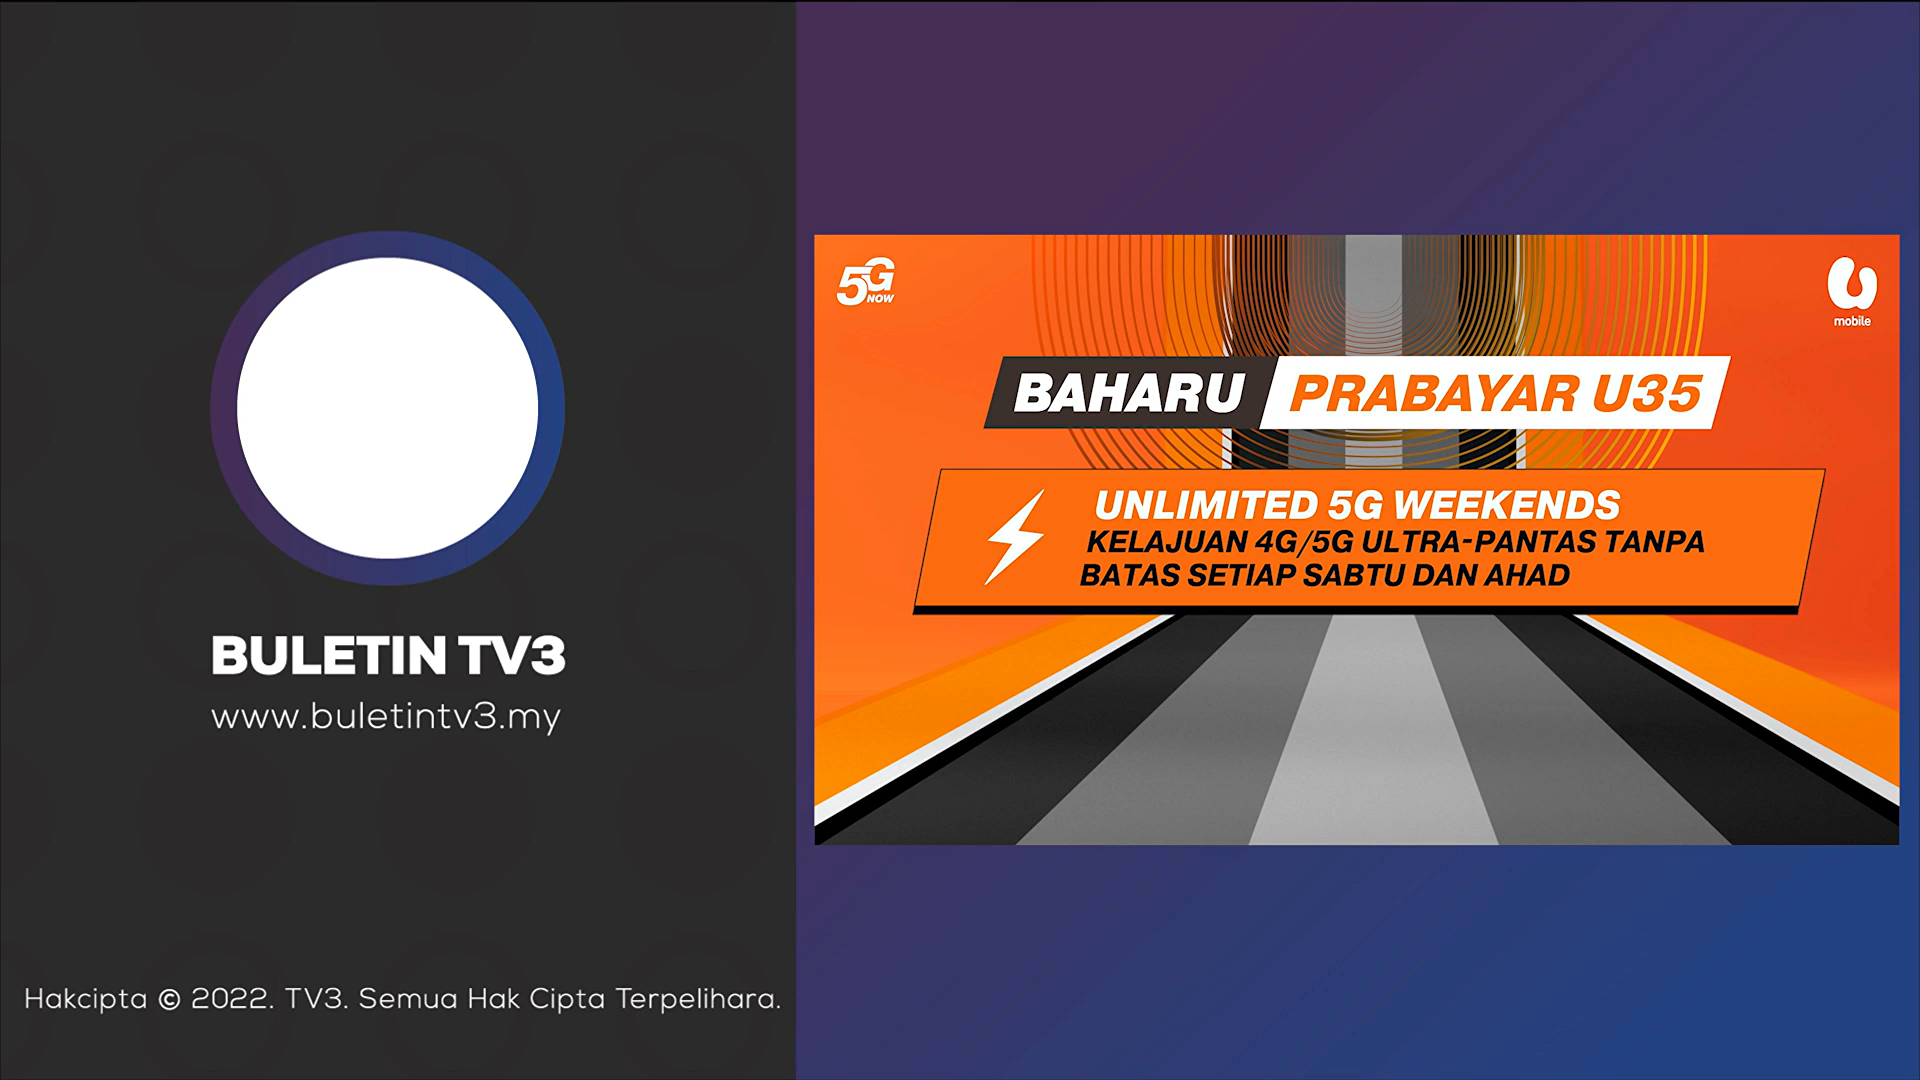 BULETIN TV3
www.buletintv3.my
Hakcipta © 2022. TV3. Semua Hak Cipta Terpelihara.
5G
NOW
mobile
BAHARU PRABAYAR U35
UNLIMITED 5G WEEKENDS
KELAJUAN 4G/5G ULTRA-PANTAS TANPA
BATAS SETIAP SABTU DAN AHAD